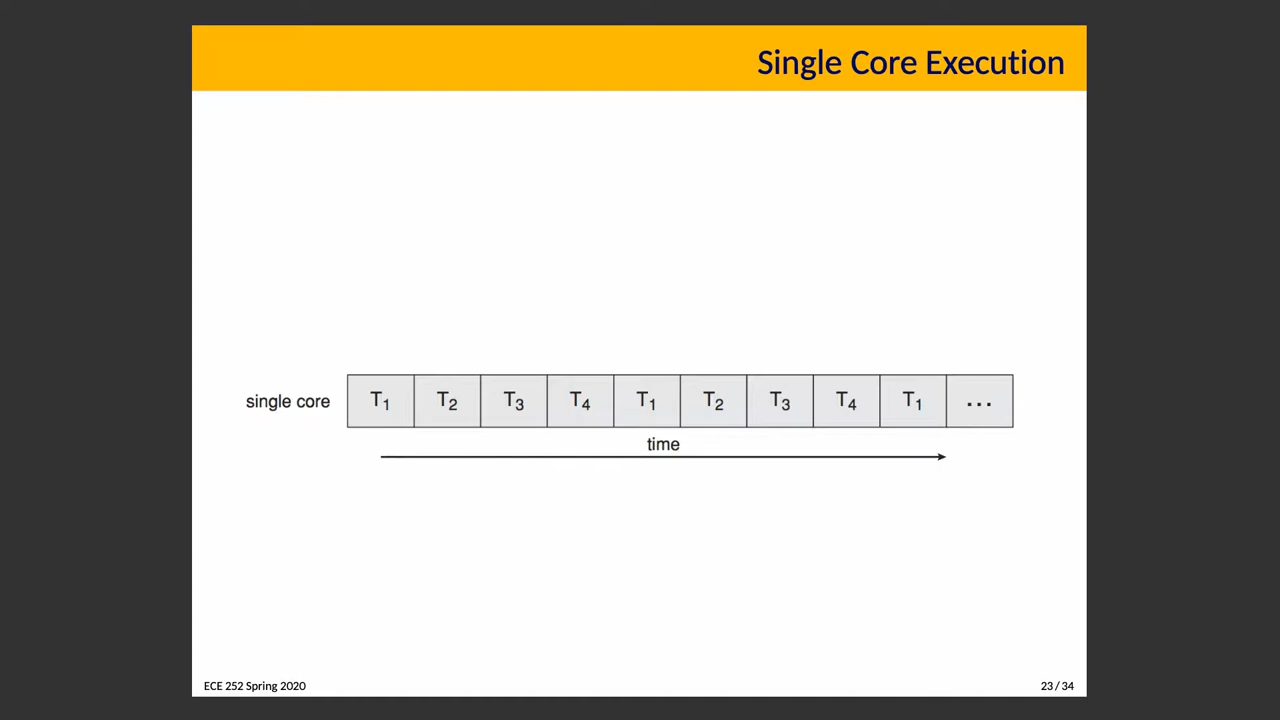 Single Core Execution
single core T₁ T₂ T₃ T₄ T₁ T₂ T₃ T₄ T₁ ...
time
ECE 252 Spring 2020 23 / 34